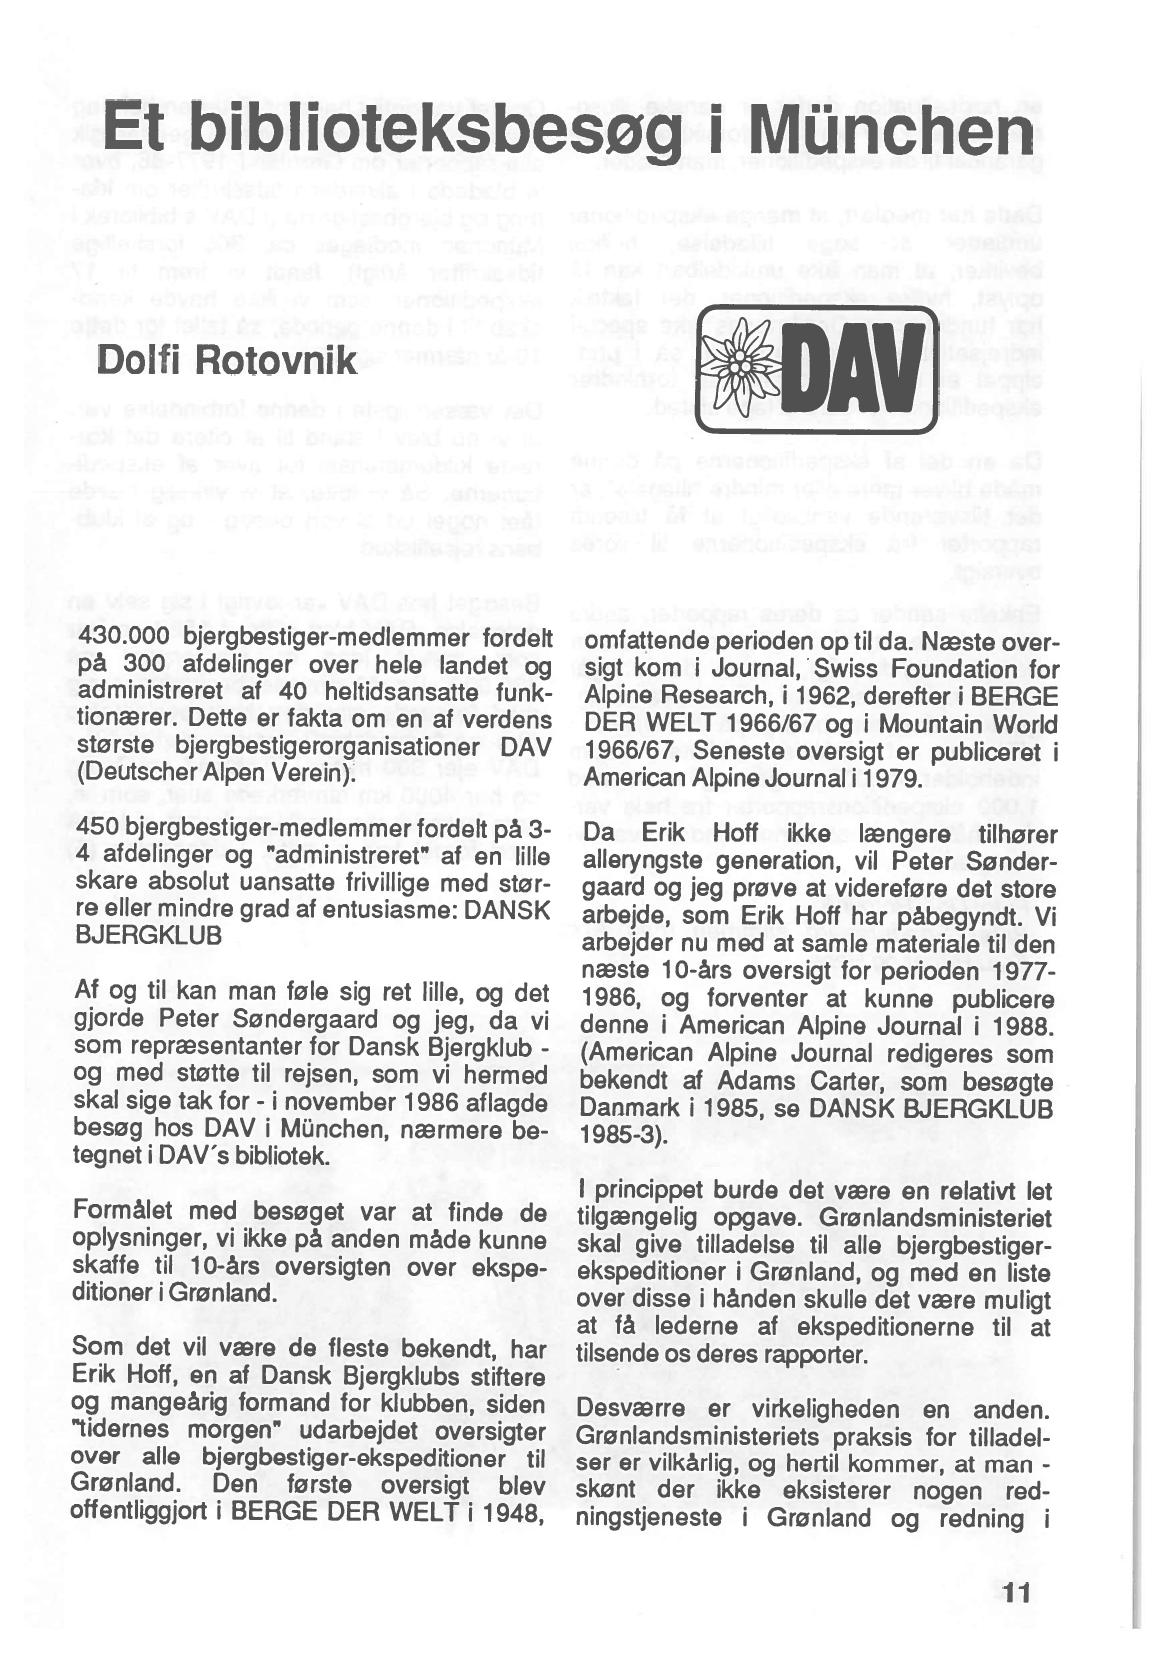 Et biblioteksbesøg i München
Dolfi Rotovnik
DAV
430.000 bjergbestiger-medlemmer fordelt
på 300 afdelinger over hele landet og
administreret af 40 heltidsansatte funk-
tionærer. Dette er fakta om en af verdens
største bjergbestigerorganisationer DAV
(Deutscher Alpen Verein).
450 bjergbestiger-medlemmer fordelt på 3-
4 afdelinger og "administreret" af en lille
skare absolut uansatte frivillige med stør-
re eller mindre grad af entusiasme: DANSK
BJERGKLUB
Af og til kan man føle sig ret lille, og det
gjorde Peter Søndergaard og jeg, da vi
som repræsentanter for Dansk Bjergklub -
og med støtte til rejsen, som vi hermed
skal sige tak for - i november 1986 aflagde
besøg hos DAV i München, nærmere be-
tegnet i DAV´s bibliotek.
Formålet med besøget var at finde de
oplysninger, vi ikke på anden måde kunne
skaffe til 10-års oversigten over ekspe-
ditioner i Grønland.
Som det vil være de fleste bekendt, har
Erik Hoff, en af Dansk Bjergklubs stiftere
og mangeårig formand for klubben, siden
"tidernes morgen" udarbejdet oversigter
over alle bjergbestiger-ekspeditioner til
Grønland. Den første oversigt blev
offentliggjort i BERGE DER WELT i 1948,
omfattende perioden op til da. Næste over-
sigt kom i Journal, Swiss Foundation for
Alpine Research, i 1962, derefter i BERGE
DER WELT 1966/67 og i Mountain World
1966/67, Seneste oversigt er publiceret i
American Alpine Journal i 1979.
Da Erik Hoff ikke længere tilhører
alleryngste generation, vil Peter Sønder-
gaard og jeg prøve at videreføre det store
arbejde, som Erik Hoff har påbegyndt. Vi
arbejder nu med at samle materiale til den
næste 10-års oversigt for perioden 1977-
1986, og forventer at kunne publicere
denne i American Alpine Journal i 1988.
(American Alpine Journal redigeres som
bekendt af Adams Carter, som besøgte
Danmark i 1985, se DANSK BJERGKLUB
1985-3).
I princippet burde det være en relativt let
tilgængelig opgave. Grønlandsministeriet
skal give tilladelse til alle bjergbestiger-
ekspeditioner i Grønland, og med en liste
over disse i hånden skulle det være muligt
at få lederne af ekspeditionerne til at
tilsende os deres rapporter.
Desværre er virkeligheden en anden.
Grønlandsministeriets praksis for tilladel-
ser er vilkårlig, og hertil kommer, at man -
skønt der ikke eksisterer nogen red-
ningstjeneste i Grønland og redning i
11